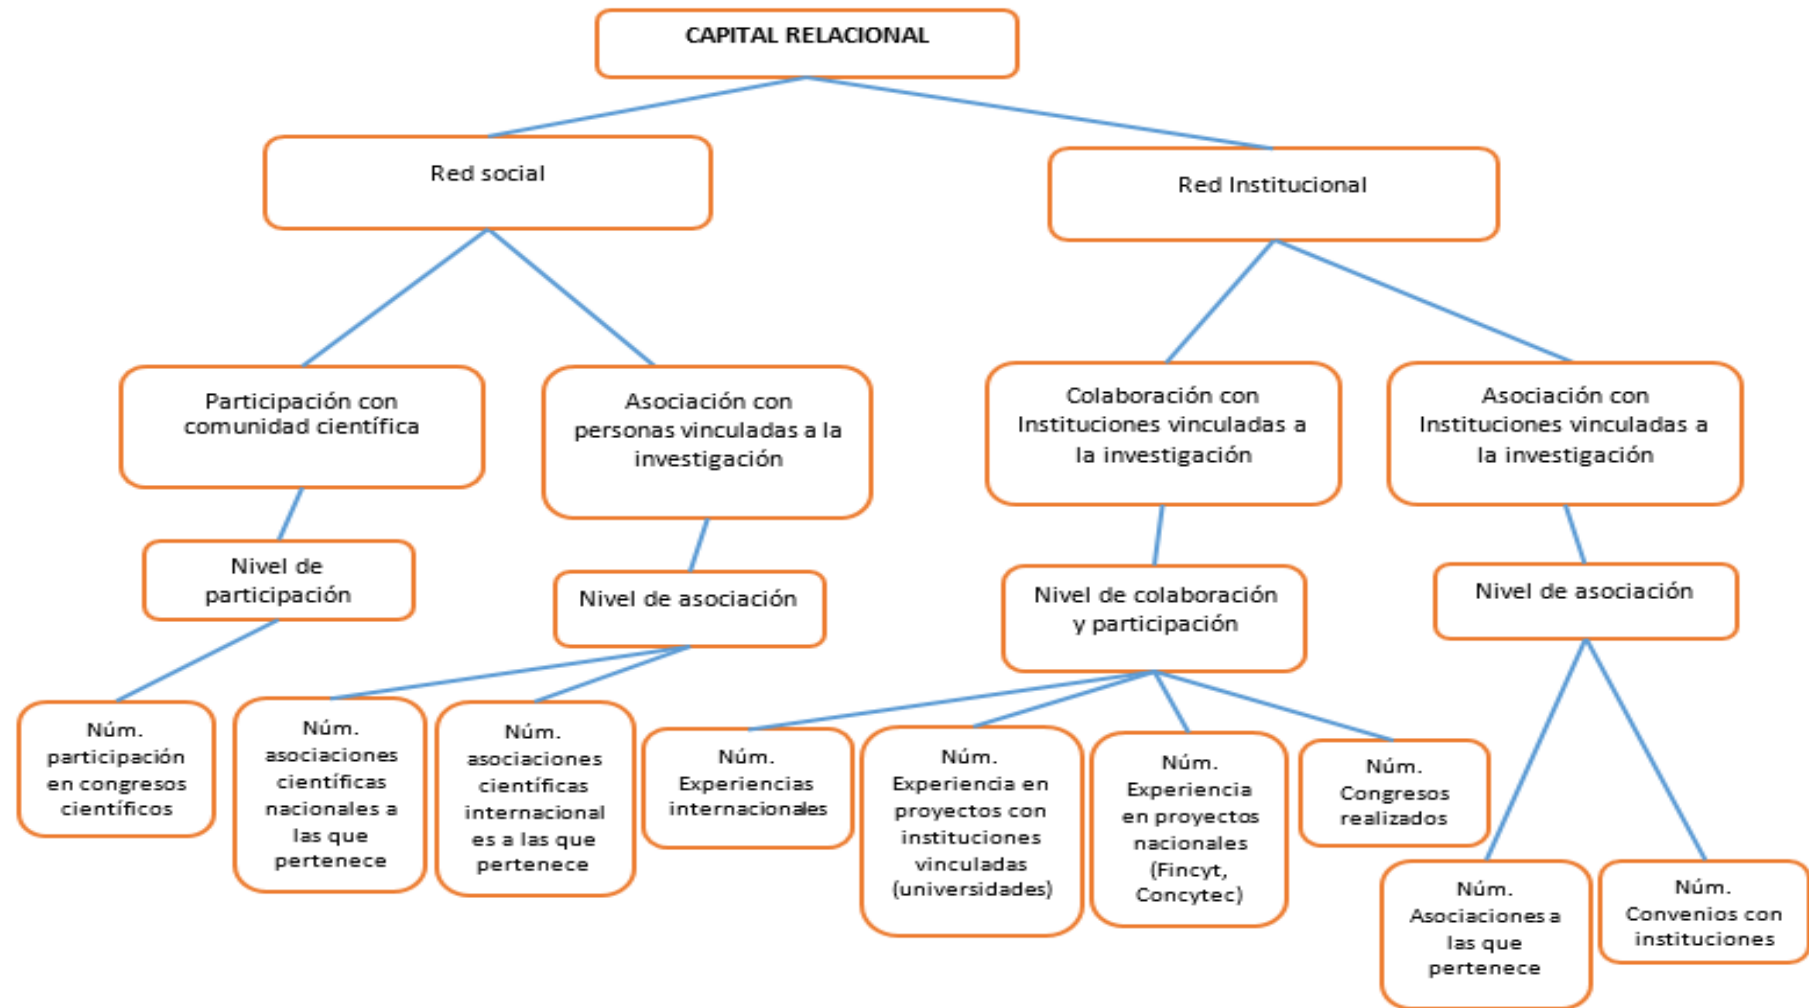 CAPITAL RELACIONAL
Red social
Red Institucional
Participación con
comunidad científica
Asociación con
personas vinculadas a la
investigación
Colaboración con
Instituciones vinculadas a
la investigación
Asociación con
Instituciones vinculadas a
la investigación
Nivel de
participación
Nivel de asociación
Nivel de colaboración
y participación
Nivel de asociación
Núm.
participación
en congresos
científicos
Núm.
asociaciones
científicas
nacionales a
las que
pertenece
Núm.
asociaciones
científicas
internacional
es a las que
pertenece
Núm.
Experiencias
internacionales
Núm.
Experiencia en
proyectos con
instituciones
vinculadas
(universidades)
Núm.
Experiencia
en proyectos
nacionales
(Fincyt,
Concytec)
Núm.
Congresos
realizados
Núm.
Asociaciones a
las que
pertenece
Núm.
Convenios con
instituciones